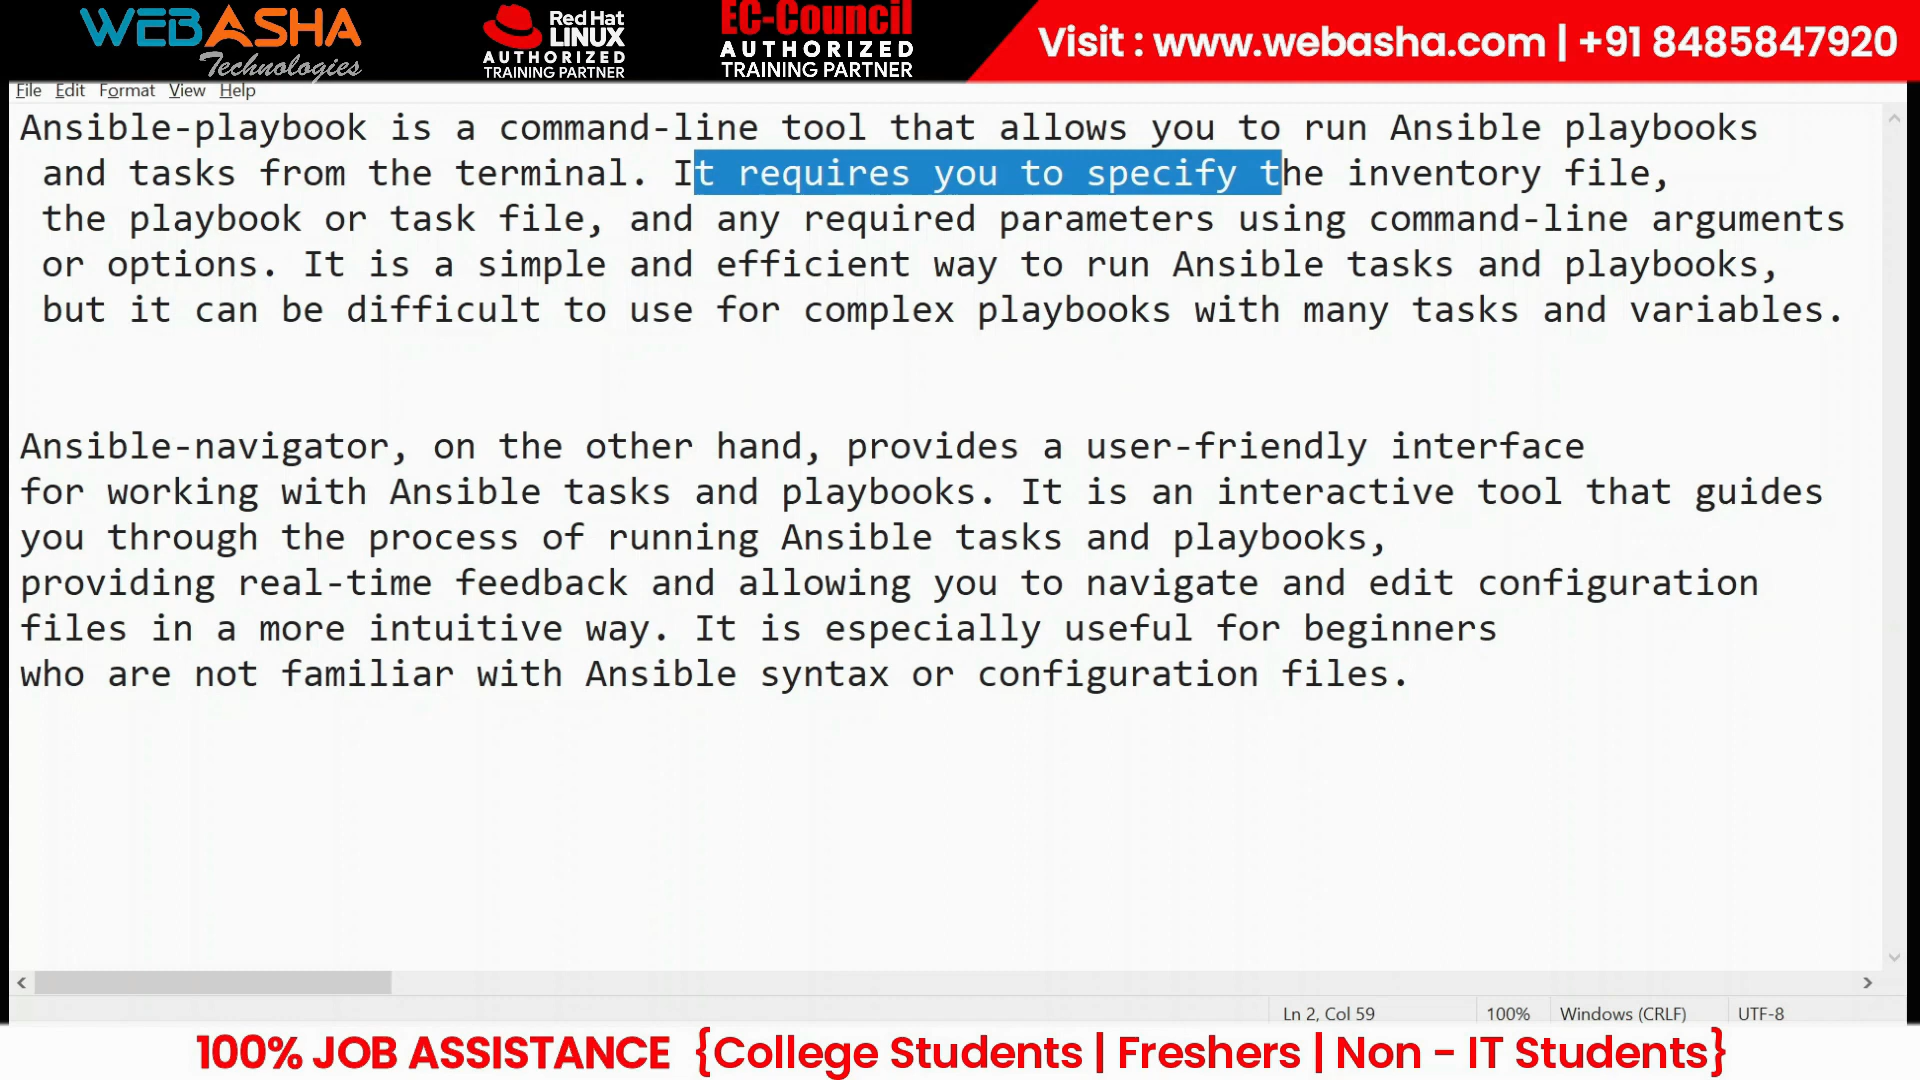 WEBASHA
Technologies
Red Hat
LINUX
AUTHORIZED
TRAINING PARTNER
EC-Council
AUTHORIZED
TRAINING PARTNER
Visit : www.webasha.com | +91 8485847920
File Edit Format View Help
Ansible-playbook is a command-line tool that allows you to run Ansible playbooks
and tasks from the terminal. It requires you to specify the inventory file,
the playbook or task file, and any required parameters using command-line arguments
or options. It is a simple and efficient way to run Ansible tasks and playbooks,
but it can be difficult to use for complex playbooks with many tasks and variables.
Ansible-navigator, on the other hand, provides a user-friendly interface
for working with Ansible tasks and playbooks. It is an interactive tool that guides
you through the process of running Ansible tasks and playbooks,
providing real-time feedback and allowing you to navigate and edit configuration
files in a more intuitive way. It is especially useful for beginners
who are not familiar with Ansible syntax or configuration files.
Ln 2, Col 59 100% Windows (CRLF) UTF-8
100% JOB ASSISTANCE {College Students | Freshers | Non - IT Students}